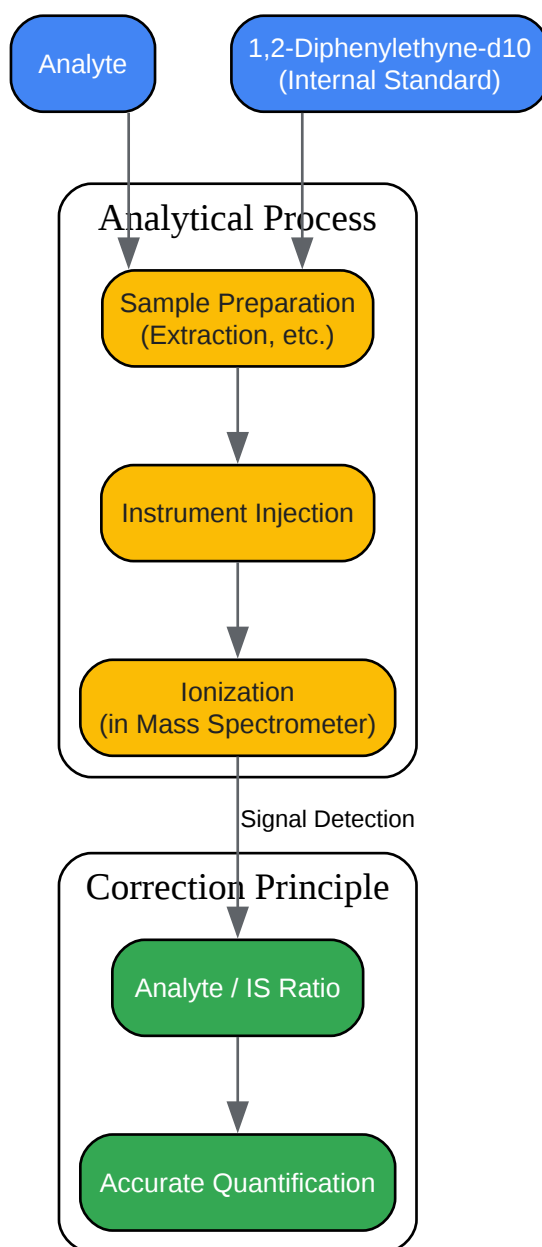 Analyte
1,2-Diphenylethyne-d10
(Internal Standard)
Analytical Process
Sample Preparation
(Extraction, etc.)
Instrument Injection
Ionization
(in Mass Spectrometer)
Signal Detection
Correction Principle
Analyte / IS Ratio
Accurate Quantification